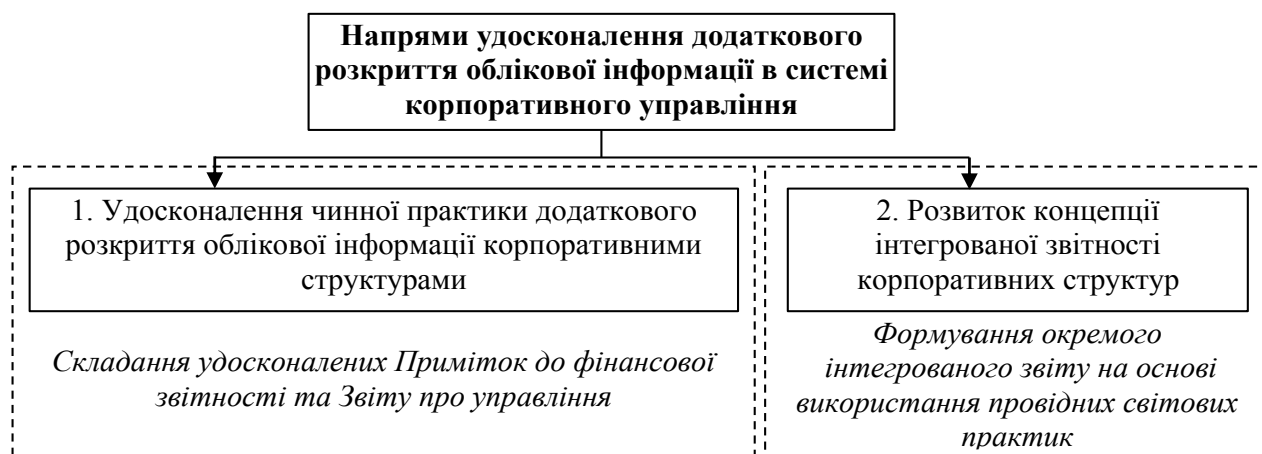 Напрями удосконалення додаткового
розкриття облікової інформації в системі
корпоративного управління
1. Удосконалення чинної практики додаткового
розкриття облікової інформації корпоративними
структурами
Складання удосконалених Приміток до фінансової
звітності та Звіту про управління
2. Розвиток концепції
інтегрованої звітності
корпоративних структур
Формування окремого
інтегрованого звіту на основі
використання провідних світових
практик